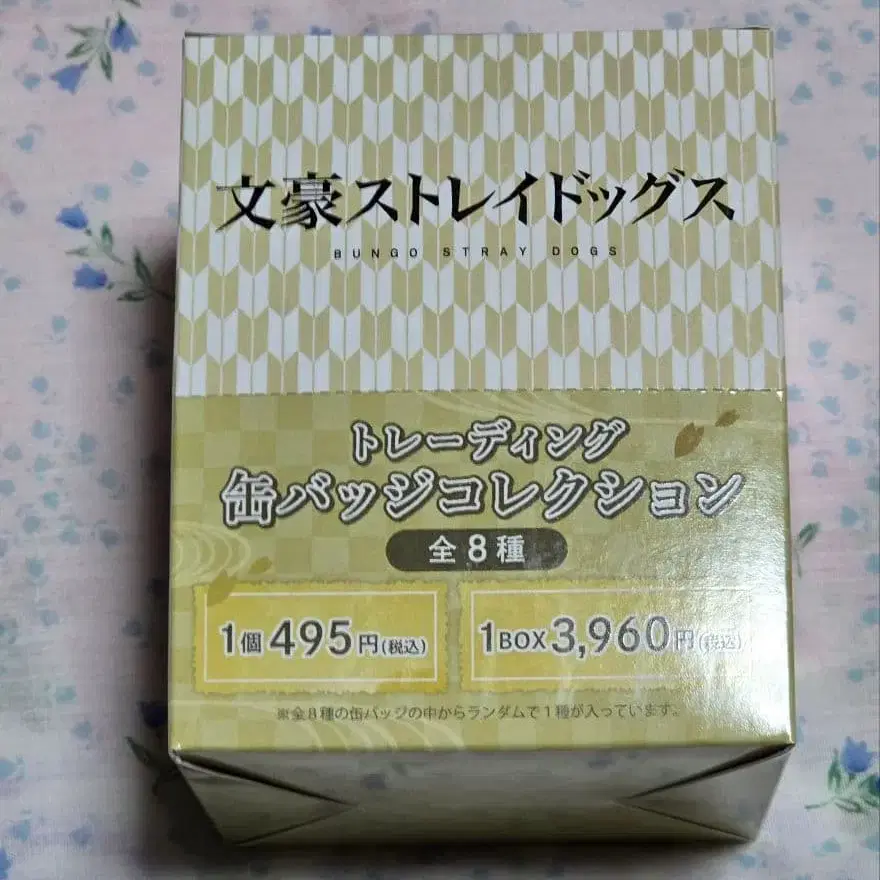 文豪ストレイドッグス
BUNGO STRAY DOGS
トレーディング
缶バッジコレクション
全8種
1個495円(税込)
1BOX3,960円(税込)
※全8種の缶バッジの中からランダムで1種が入っています。